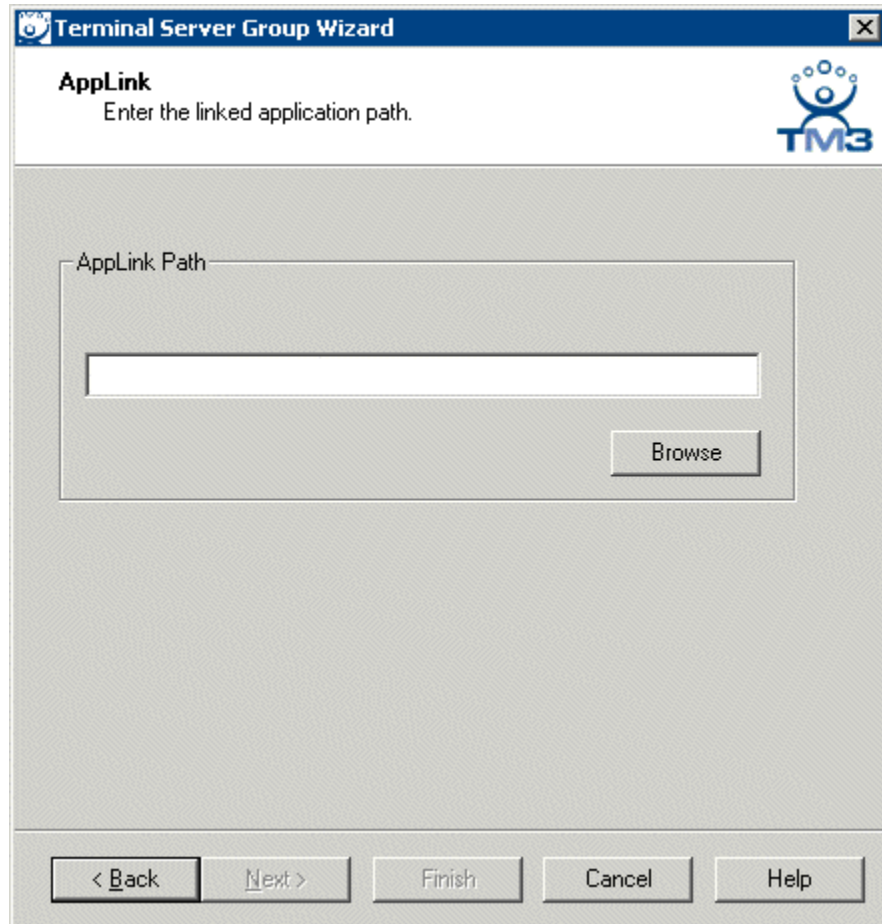 Terminal Server Group Wizard
AppLink
Enter the linked application path.
TM3
AppLink Path
Browse
< Back
Next >
Finish
Cancel
Help